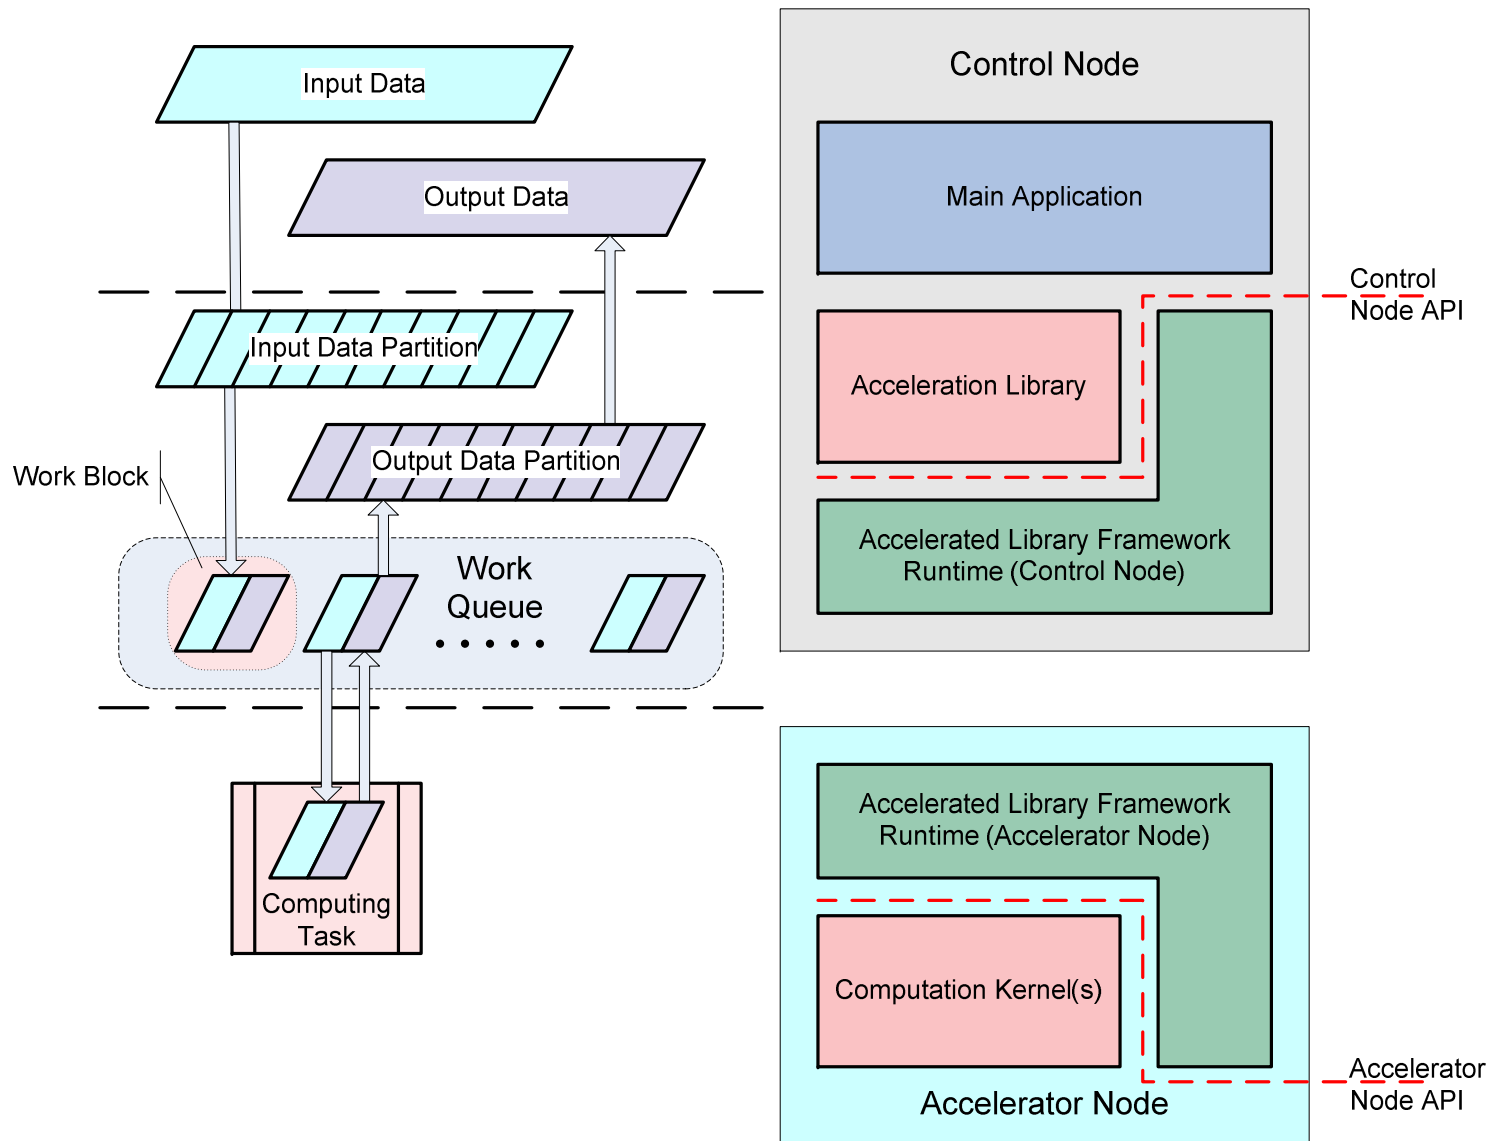 Input Data
Output Data
Input Data Partition
Output Data Partition
Work Block
Work
Queue
Computing
Task
Control Node
Main Application
Control
Node API
Acceleration Library
Accelerated Library Framework
Runtime (Control Node)
Accelerated Library Framework
Runtime (Accelerator Node)
Computation Kernel(s)
Accelerator Node
Accelerator
Node API